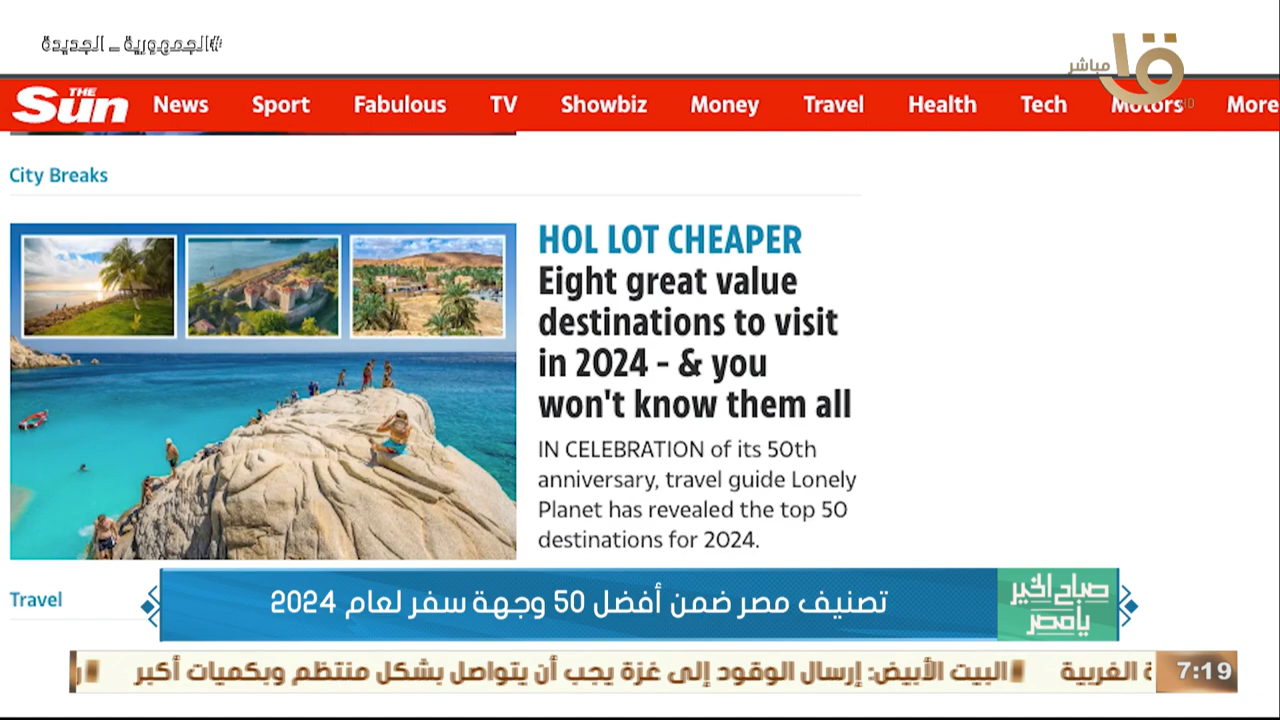 #الجمهورية _ الجديدة
مباشر
HD
THE Sun News Sport Fabulous TV Showbiz Money Travel Health Tech Motors More
City Breaks
HOL LOT CHEAPER
Eight great value
destinations to visit
in 2024 - & you
won't know them all
IN CELEBRATION of its 50th
anniversary, travel guide Lonely
Planet has revealed the top 50
destinations for 2024.
Travel
صباح الخير
يا مصر
تصنيف مصر ضمن أفضل 50 وجهة سفر لعام 2024
الغربية
البيت الأبيض: إرسال الوقود إلى غزة يجب أن يتواصل بشكل منتظم وبكميات أكبر
7:19